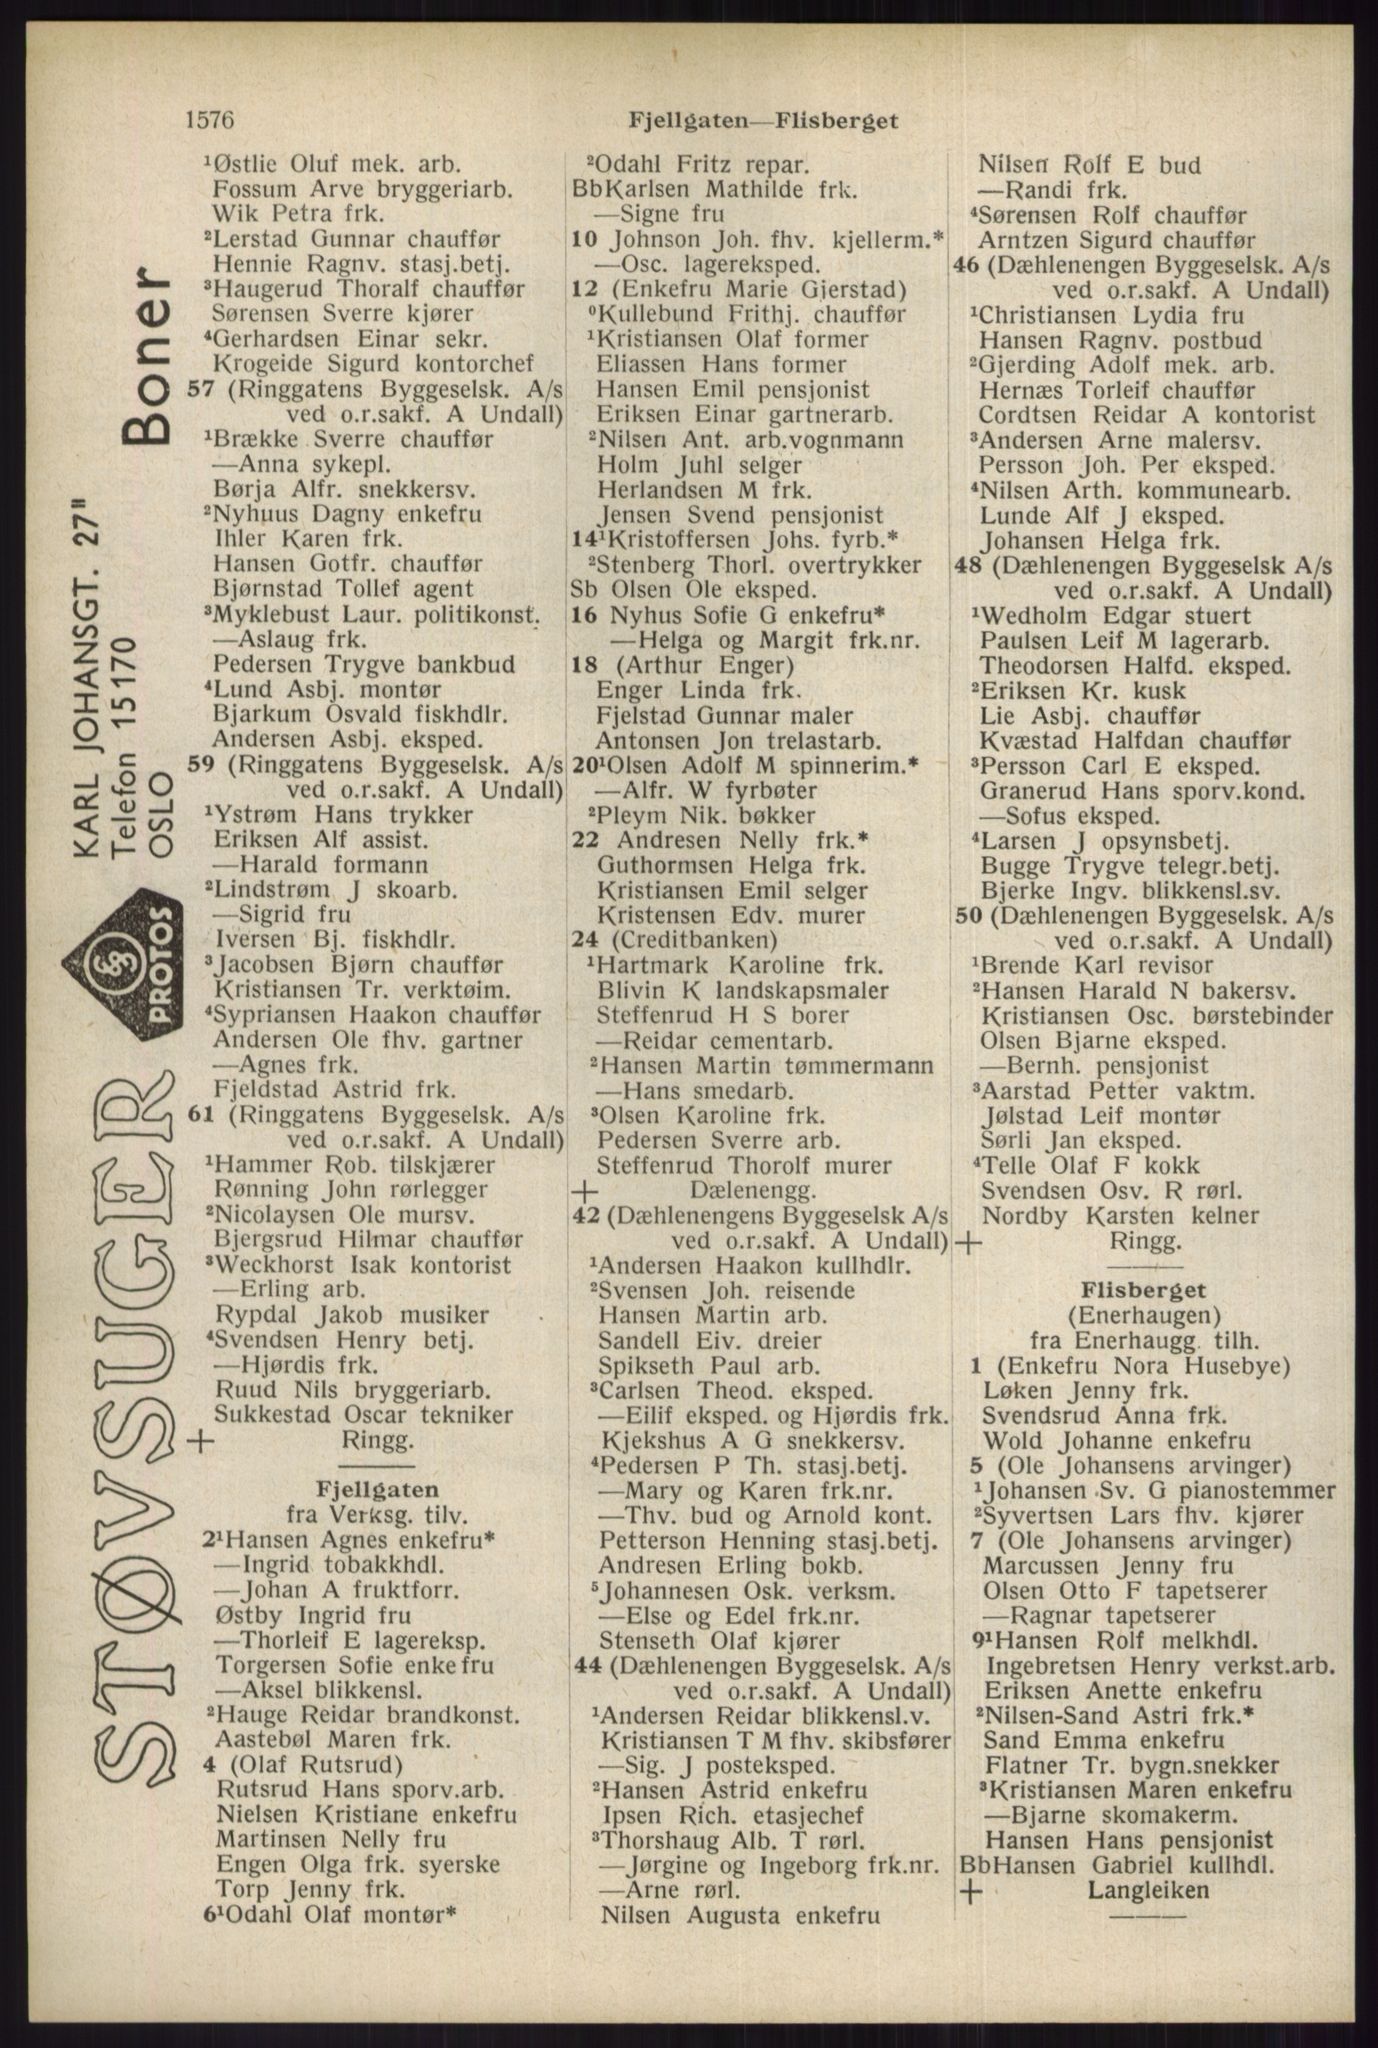 1576
Fjellgaten—Flisberget
¹Østlie Oluf mek. arb.
Fossum Arve bryggeriarb.
Wik Petra frk.
²Lerstad Gunnar chauffør
Hennie Ragnv. stasj.betj.
³Haugerud Thoralf chauffør
Sørensen Sverre kjører
⁴Gerhardsen Einar sekr.
Krogeide Sigurd kontorchef
57 (Ringgatens Byggeselsk. A/s
ved o.r.sakf. A Undall)
¹Brække Sverre chauffør
—Anna sykepl.
Børja Alfr. snekkersv.
²Nyhuus Dagny enkefru
Ihler Karen frk.
Hansen Gotfr. chauffør
Bjørnstad Tollef agent
³Myklebust Laur. politikonst.
—Aslaug frk.
Pedersen Trygve bankbud
⁴Lund Asbj. montør
Bjarkum Osvald fiskhdlr.
Andersen Asbj. eksped.
59 (Ringgatens Byggeselsk. A/s
ved o.r.sakf. A Undall)
¹Ystrøm Hans trykker
Eriksen Alf assist.
—Harald formann
²Lindstrøm J skoarb.
—Sigrid fru
Iversen Bj. fiskhdlr.
³Jacobsen Bjørn chauffør
Kristiansen Tr. verktøim.
⁴Sypriansen Haakon chauffør
Andersen Ole fhv. gartner
—Agnes frk.
Fjeldstad Astrid frk.
61 (Ringgatens Byggeselsk. A/s
ved o.r.sakf. A Undall)
¹Hammer Rob. tilskjærer
Rønning John rørlegger
²Nicolaysen Ole mursv.
Bjergsrud Hilmar chauffør
³Weckhorst Isak kontorist
—Erling arb.
Rypdal Jakob musiker
⁴Svendsen Henry betj.
—Hjørdis frk.
Ruud Nils bryggeriarb.
Sukkestad Oscar tekniker
+ Ringg.
Fjellgaten
fra Verksg. tilv.
2¹Hansen Agnes enkefru*
—Ingrid tobakkhdl.
—Johan A fruktforr.
Østby Ingrid fru
—Thorleif E lagereksp.
Torgersen Sofie enkefru
—Aksel blikkensl.
²Hauge Reidar brandkonst.
Aastebøl Maren frk.
4 (Olaf Rutsrud)
Rutsrud Hans sporv.arb.
Nielsen Kristiane enkefru
Martinsen Nelly fru
Engen Olga frk. syerske
Torp Jenny frk.
6¹Odahl Olaf montør*
²Odahl Fritz repar.
BbKarlsen Mathilde frk.
—Signe fru
10 Johnson Joh. fhv. kjellerm.*
—Osc. lagereksped.
12 (Enkefru Marie Gjerstad)
⁰Kullebund Frithj. chauffør
¹Kristiansen Olaf former
Eliassen Hans former
Hansen Emil pensjonist
Eriksen Einar gartnerarb.
²Nilsen Ant. arb.vognmann
Holm Juhl selger
Herlandsen M frk.
Jensen Svend pensjonist
14¹Kristoffersen Johs. fyrb.*
²Stenberg Thorl. overtrykker
Sb Olsen Ole eksped.
16 Nyhus Sofie G enkefru*
—Helga og Margit frk.nr.
18 (Arthur Enger)
Enger Linda frk.
Fjelstad Gunnar maler
Antonsen Jon trelastarb.
20¹Olsen Adolf M spinnerim.*
—Alfr. W fyrbøter
²Pleym Nik. bøkker
22 Andresen Nelly frk.*
Guthormsen Helga frk.
Kristiansen Emil selger
Kristensen Edv. murer
24 (Creditbanken)
¹Hartmark Karoline frk.
Blivin K landskapsmaler
Steffenrud H S borer
—Reidar cementarb.
²Hansen Martin tømmermann
—Hans smedarb.
³Olsen Karoline frk.
Pedersen Sverre arb.
Steffenrud Thorolf murer
+ Dælenengg.
42 (Dæhlenengens Byggeselsk A/s
ved o.r.sakf. A Undall)
¹Andersen Haakon kullhdlr.
²Svensen Joh. reisende
Hansen Martin arb.
Sandell Eiv. dreier
Spikseth Paul arb.
³Carlsen Theod. eksped.
—Eilif eksped. og Hjørdis frk.
Kjekshus A G snekkersv.
⁴Pedersen P Th. stasj.betj.
—Mary og Karen frk.nr.
—Thv. bud og Arnold kont.
Petterson Henning stasj.betj.
Andresen Erling bokb.
⁵Johannesen Osk. verksm.
—Else og Edel frk.nr.
Stenseth Olaf kjører
44 (Dæhlenengen Byggeselsk. A/s
ved o.r.sakf. A Undall)
¹Andersen Reidar blikkensl.v.
Kristiansen T M fhv. skibsfører
—Sig. J posteksped.
²Hansen Astrid enkefru
Ipsen Rich. etasjechef
³Thorshaug Alb. T rørl.
—Jørgine og Ingeborg frk.nr.
—Arne rørl.
Nilsen Augusta enkefru
Nilsen Rolf E bud
—Randi frk.
⁴Sørensen Rolf chauffør
Arntzen Sigurd chauffør
46 (Dæhlenengen Byggeselsk. A/s
ved o.r.sakf. A Undall)
¹Christiansen Lydia fru
Hansen Ragnv. postbud
²Gjerding Adolf mek. arb.
Hernæs Torleif chauffør
Cordtsen Reidar A kontorist
³Andersen Arne malersv.
Persson Joh. Per eksped.
⁴Nilsen Arth. kommunearb.
Lunde Alf J eksped.
Johansen Helga frk.
48 (Dæhlenengen Byggeselsk A/s
ved o.r.sakf. A Undall)
¹Wedholm Edgar stuert
Paulsen Leif M lagerarb.
Theodorsen Halfd. eksped.
²Eriksen Kr. kusk
Lie Asbj. chauffør
Kvæstad Halfdan chauffør
³Persson Carl E eksped.
Granerud Hans sporv.kond.
—Sofus eksped.
⁴Larsen J opsynsbetj.
Bugge Trygve telegr.betj.
Bjerke Ingv. blikkensl.sv.
50 (Dæhlenengen Byggeselsk. A/s
ved o.r.sakf. A Undall)
¹Brende Karl revisor
²Hansen Harald N bakersv.
Kristiansen Osc. børstebinder
Olsen Bjarne eksped.
—Bernh. pensjonist
³Aarstad Petter vaktm.
Jølstad Leif montør
Sørli Jan eksped.
⁴Telle Olaf F kokk
Svendsen Osv. R rørl.
Nordby Karsten kelner
+ Ringg.
Flisberget
(Enerhaugen)
fra Enerhaugg. tilh.
1 (Enkefru Nora Husebye)
Løken Jenny frk.
Svendsrud Anna frk.
Wold Johanne enkefru
5 (Ole Johansens arvinger)
¹Johansen Sv. G pianostemmer
²Syvertsen Lars fhv. kjører
7 (Ole Johansens arvinger)
Marcussen Jenny fru
Olsen Otto F tapetserer
—Ragnar tapetserer
9¹Hansen Rolf melkhdl.
Ingebretsen Henry verkst.arb.
Eriksen Anette enkefru
²Nilsen-Sand Astri frk.*
Sand Emma enkefru
Flatner Tr. bygn.snekker
³Kristiansen Maren enkefru
—Bjarne skomakerm.
Hansen Hans pensjonist
BbHansen Gabriel kullhdl.
+ Langleiken
STØVSUGER
PROTOS
KARL JOHANSGT. 27"
Telefon 15170
OSLO
Boner